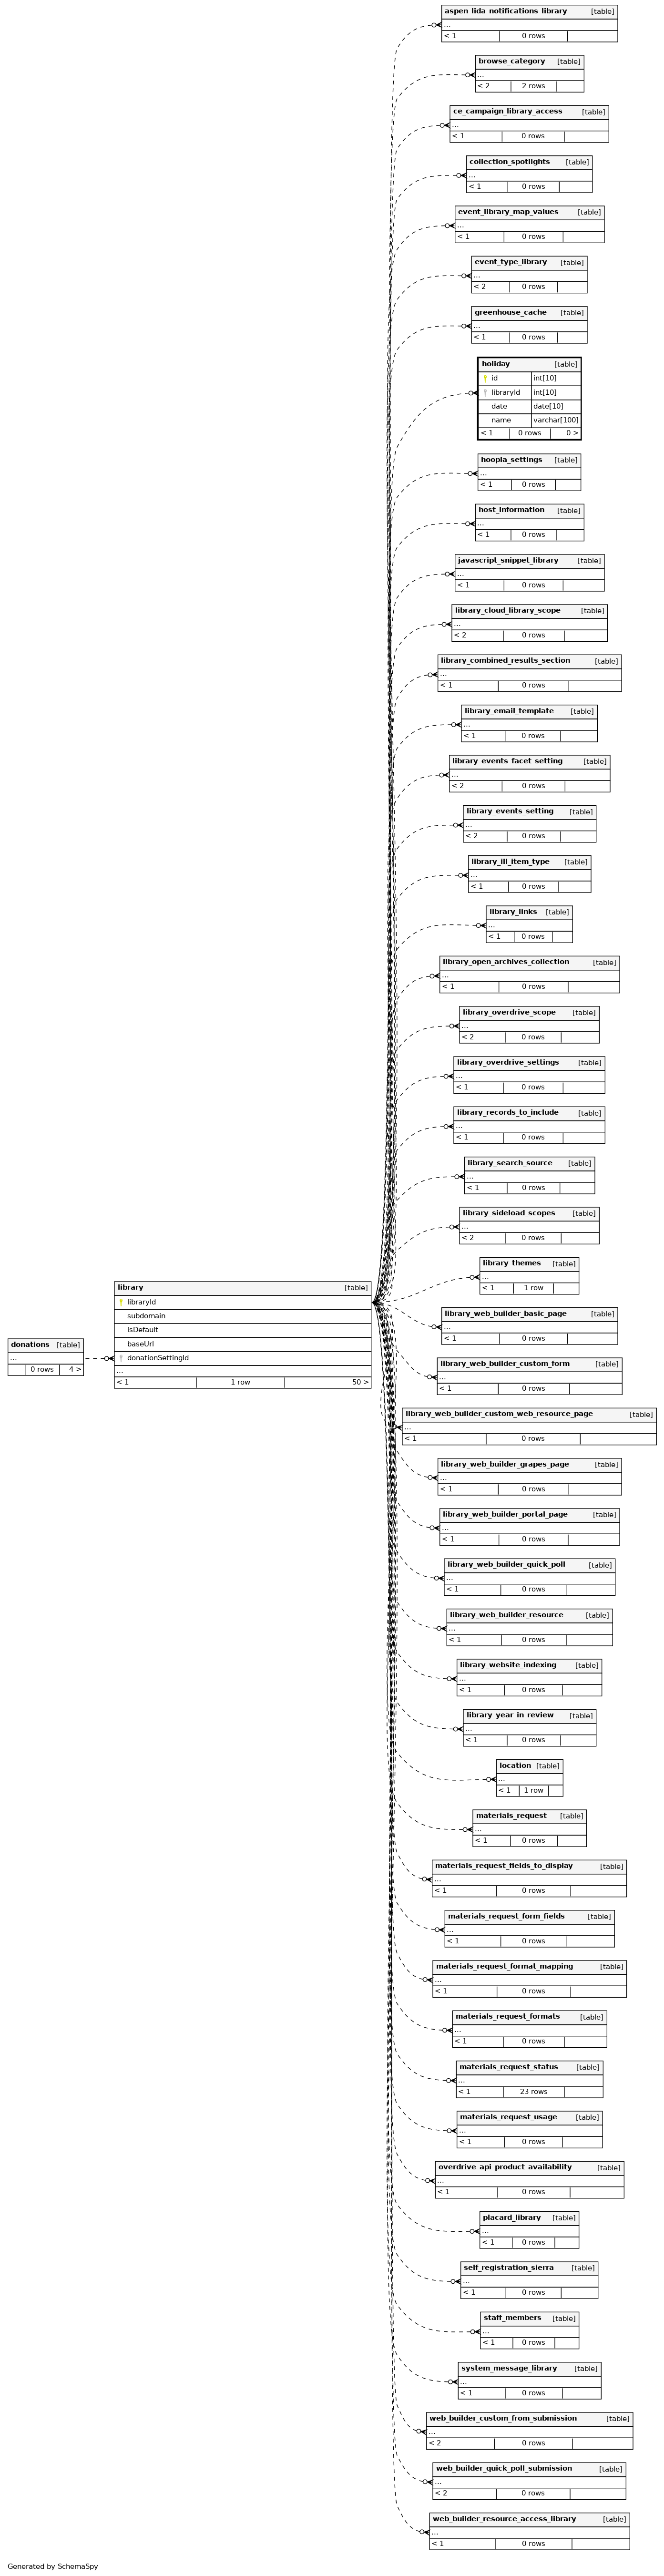 aspen_lida_notifications_library [table]
...
< 1 0 rows
browse_category [table]
...
< 2 2 rows
ce_campaign_library_access [table]
...
< 1 0 rows
collection_spotlights [table]
...
< 1 0 rows
event_library_map_values [table]
...
< 1 0 rows
event_type_library [table]
...
< 2 0 rows
greenhouse_cache [table]
...
< 1 0 rows
holiday [table]
id int[10]
libraryId int[10]
date date[10]
name varchar[100]
< 1 0 rows 0 >
hoopla_settings [table]
...
< 1 0 rows
host_information [table]
...
< 1 0 rows
javascript_snippet_library [table]
...
< 1 0 rows
library_cloud_library_scope [table]
...
< 2 0 rows
library_combined_results_section [table]
...
< 1 0 rows
library_email_template [table]
...
< 1 0 rows
library_events_facet_setting [table]
...
< 2 0 rows
library_events_setting [table]
...
< 2 0 rows
library_ill_item_type [table]
...
< 1 0 rows
library_links [table]
...
< 1 0 rows
library_open_archives_collection [table]
...
< 1 0 rows
library_overdrive_scope [table]
...
< 2 0 rows
library_overdrive_settings [table]
...
< 1 0 rows
library_records_to_include [table]
...
< 1 0 rows
library_search_source [table]
...
< 1 0 rows
library_sideload_scopes [table]
...
< 2 0 rows
library_themes [table]
...
< 1 1 row
library [table]
libraryId
subdomain
isDefault
baseUrl
donationSettingId
...
< 1 1 row 50 >
donations [table]
...
0 rows 4 >
library_web_builder_basic_page [table]
...
< 1 0 rows
library_web_builder_custom_form [table]
...
< 1 0 rows
library_web_builder_custom_web_resource_page [table]
...
< 1 0 rows
library_web_builder_grapes_page [table]
...
< 1 0 rows
library_web_builder_portal_page [table]
...
< 1 0 rows
library_web_builder_quick_poll [table]
...
< 1 0 rows
library_web_builder_resource [table]
...
< 1 0 rows
library_website_indexing [table]
...
< 1 0 rows
library_year_in_review [table]
...
< 1 0 rows
location [table]
...
< 1 1 row
materials_request [table]
...
< 1 0 rows
materials_request_fields_to_display [table]
...
< 1 0 rows
materials_request_form_fields [table]
...
< 1 0 rows
materials_request_format_mapping [table]
...
< 1 0 rows
materials_request_formats [table]
...
< 1 0 rows
materials_request_status [table]
...
< 1 23 rows
materials_request_usage [table]
...
< 1 0 rows
overdrive_api_product_availability [table]
...
< 1 0 rows
placard_library [table]
...
< 1 0 rows
self_registration_sierra [table]
...
< 1 0 rows
staff_members [table]
...
< 1 0 rows
system_message_library [table]
...
< 1 0 rows
web_builder_custom_from_submission [table]
...
< 2 0 rows
web_builder_quick_poll_submission [table]
...
< 2 0 rows
web_builder_resource_access_library [table]
...
< 1 0 rows
Generated by SchemaSpy